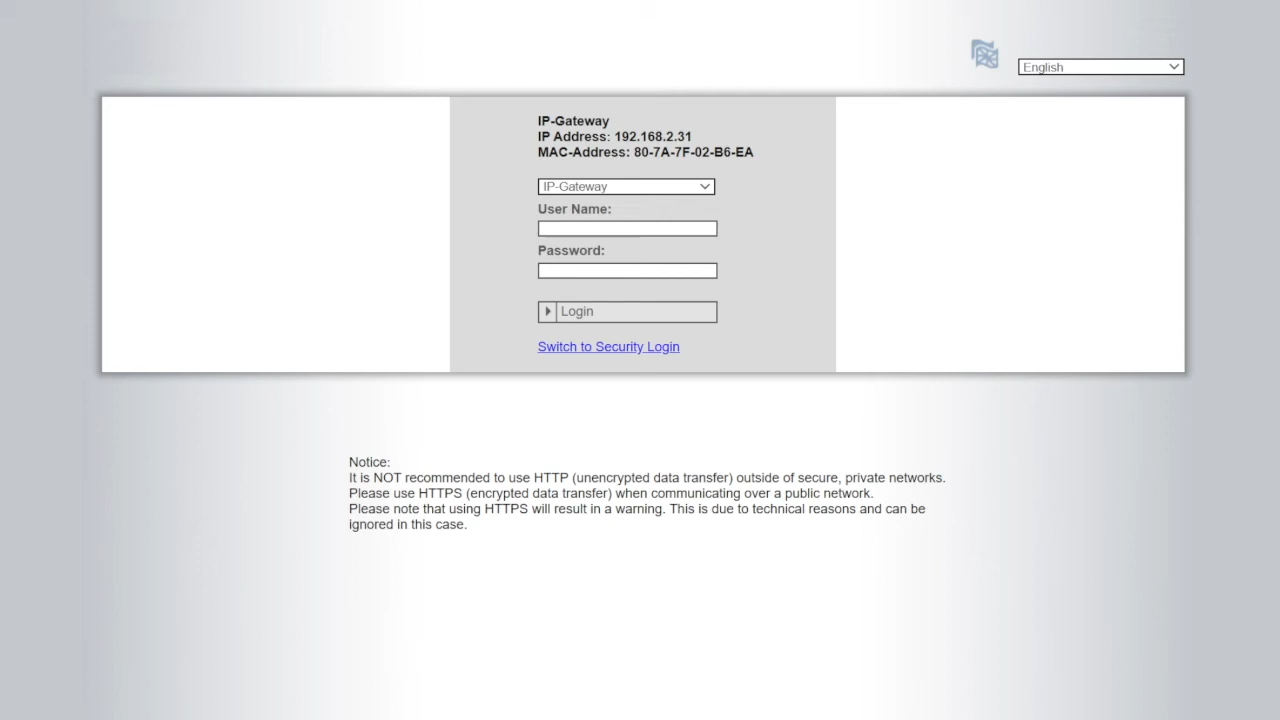 English
IP-Gateway
IP Address: 192.168.2.31
MAC-Address: 80-7A-7F-02-B6-EA
IP-Gateway
User Name:
Password:
Login
Switch to Security Login
Notice:
It is NOT recommended to use HTTP (unencrypted data transfer) outside of secure, private networks.
Please use HTTPS (encrypted data transfer) when communicating over a public network.
Please note that using HTTPS will result in a warning. This is due to technical reasons and can be
ignored in this case.